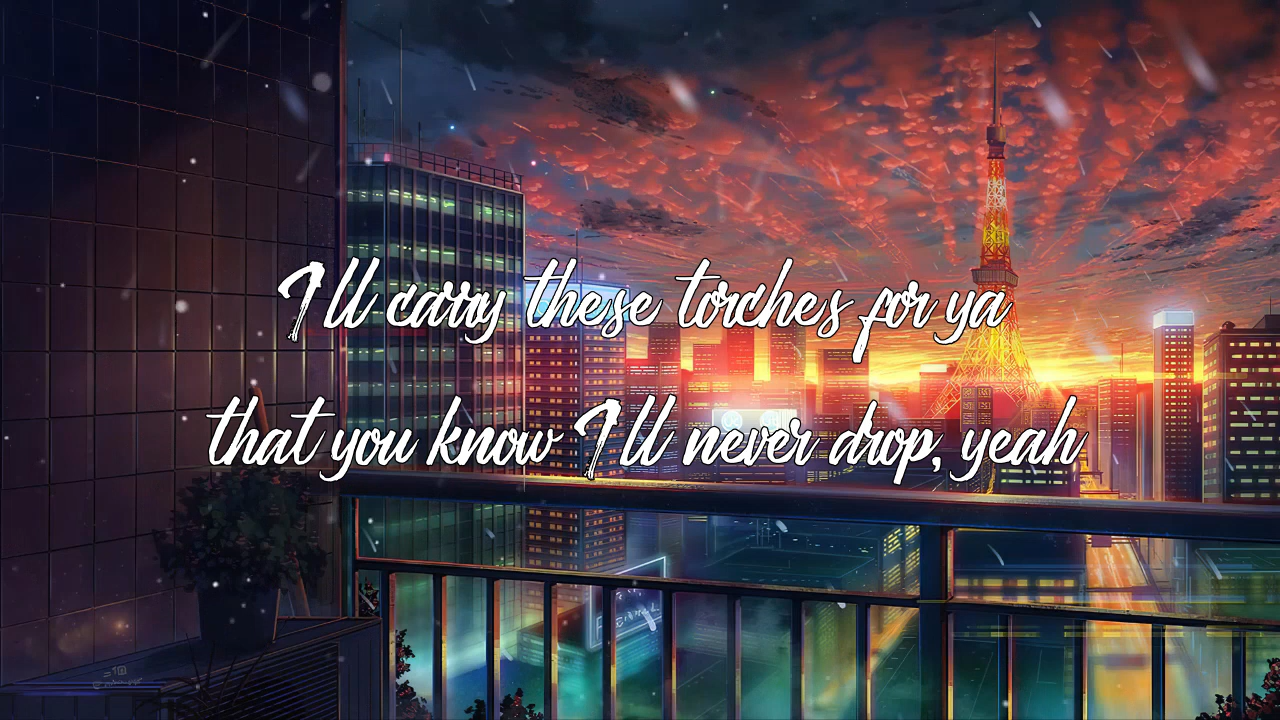 I'll carry these torches for ya
that you know I'll never drop, yeah